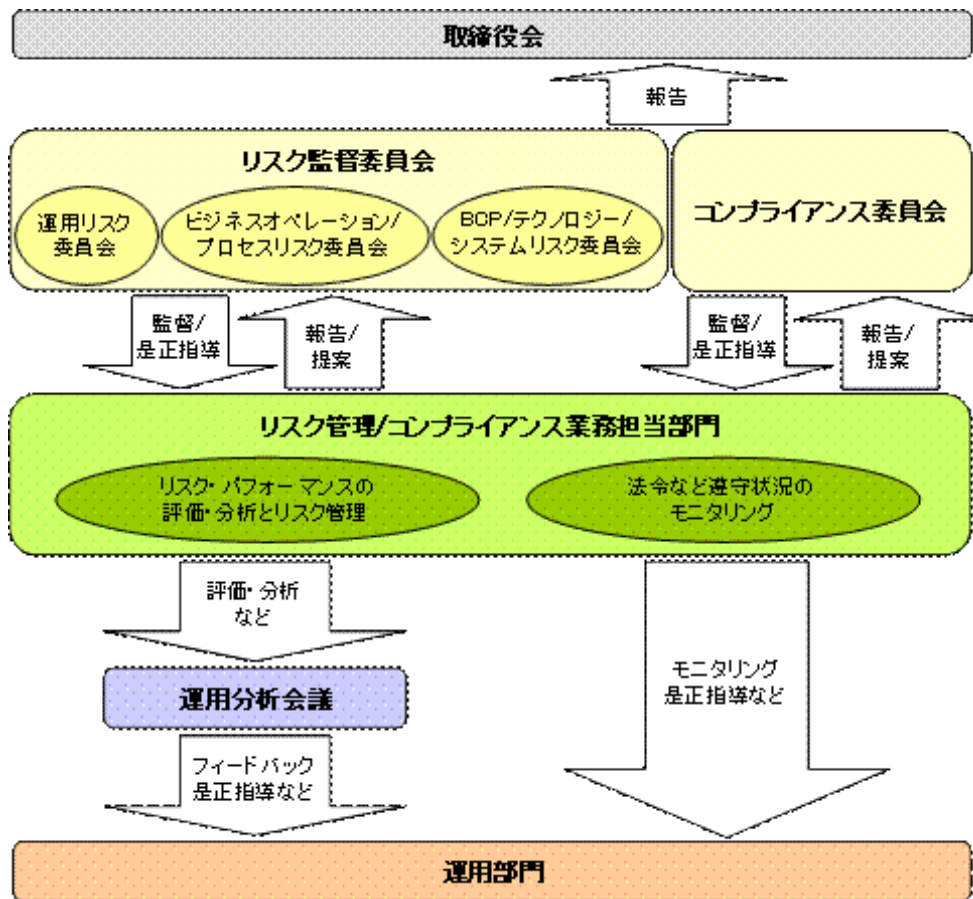 取締役会
報告
リスク監督委員会
運用リスク
委員会
ビジネスオペレーション/
プロセスリスク委員会
BCP/テクノロジー/
システムリスク委員会
コンプライアンス委員会
監督/
是正指導
報告/
提案
監督/
是正指導
報告/
提案
リスク管理/コンプライアンス業務担当部門
リスク・パフォーマンスの
評価・分析とリスク管理
法令など遵守状況の
モニタリング
評価・分析
など
運用分析会議
モニタリング
是正指導など
フィードバック
是正指導など
運用部門